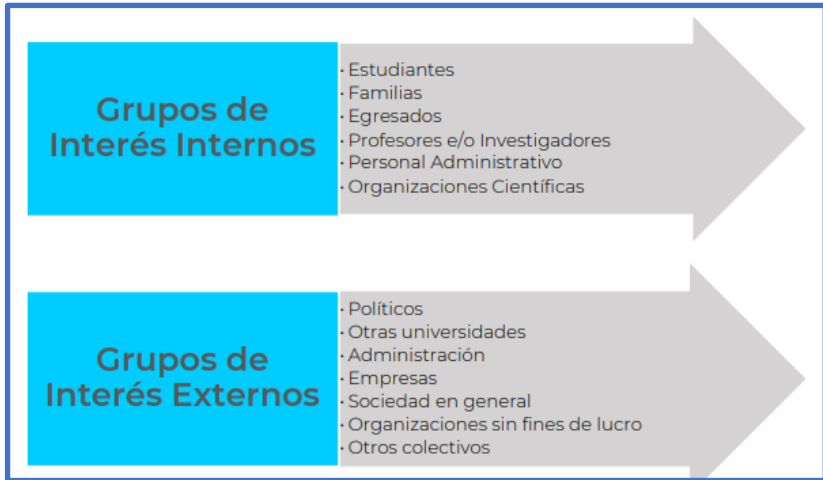 Grupos de
Interés Internos
· Estudiantes
· Familias
· Egresados
· Profesores e/o Investigadores
· Personal Administrativo
· Organizaciones Científicas
Grupos de
Interés Externos
· Políticos
· Otras universidades
· Administración
· Empresas
· Sociedad en general
· Organizaciones sin fines de lucro
· Otros colectivos